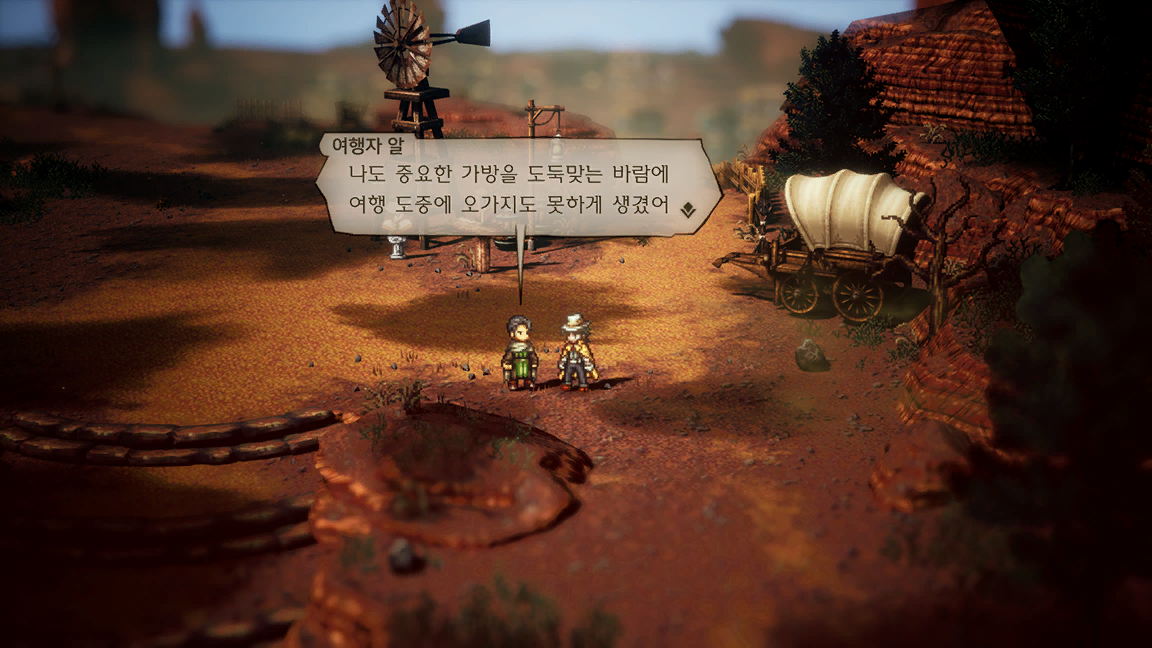 여행자 알
나도 중요한 가방을 도둑맞는 바람에
여행 도중에 오가지도 못하게 생겼어